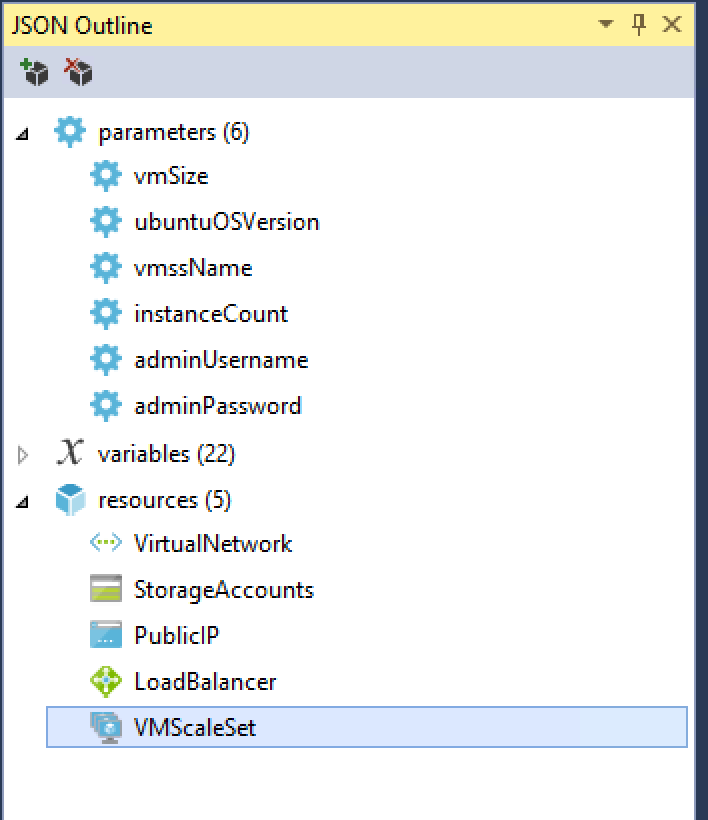 JSON Outline
parameters (6)
vmSize
ubuntuOSVersion
vmssName
instanceCount
adminUsername
adminPassword
X variables (22)
resources (5)
VirtualNetwork
StorageAccounts
PublicIP
LoadBalancer
VMScaleSet